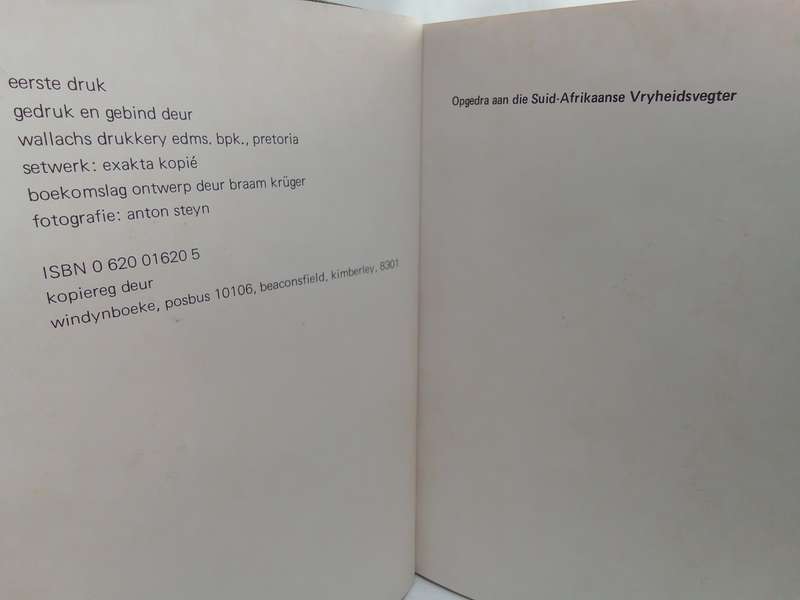 eerste druk
gedruk en gebind deur
wallachs drukkery edms. bpk., pretoria
setwerk: exakta kopié
boekomslag ontwerp deur braam krüger
fotografie: anton steyn
ISBN 0 620 01620 5
kopiereg deur
windynboeke, posbus 10106, beaconsfield, kimberley, 8301
Opgedra aan die Suid-Afrikaanse Vryheidsvegter